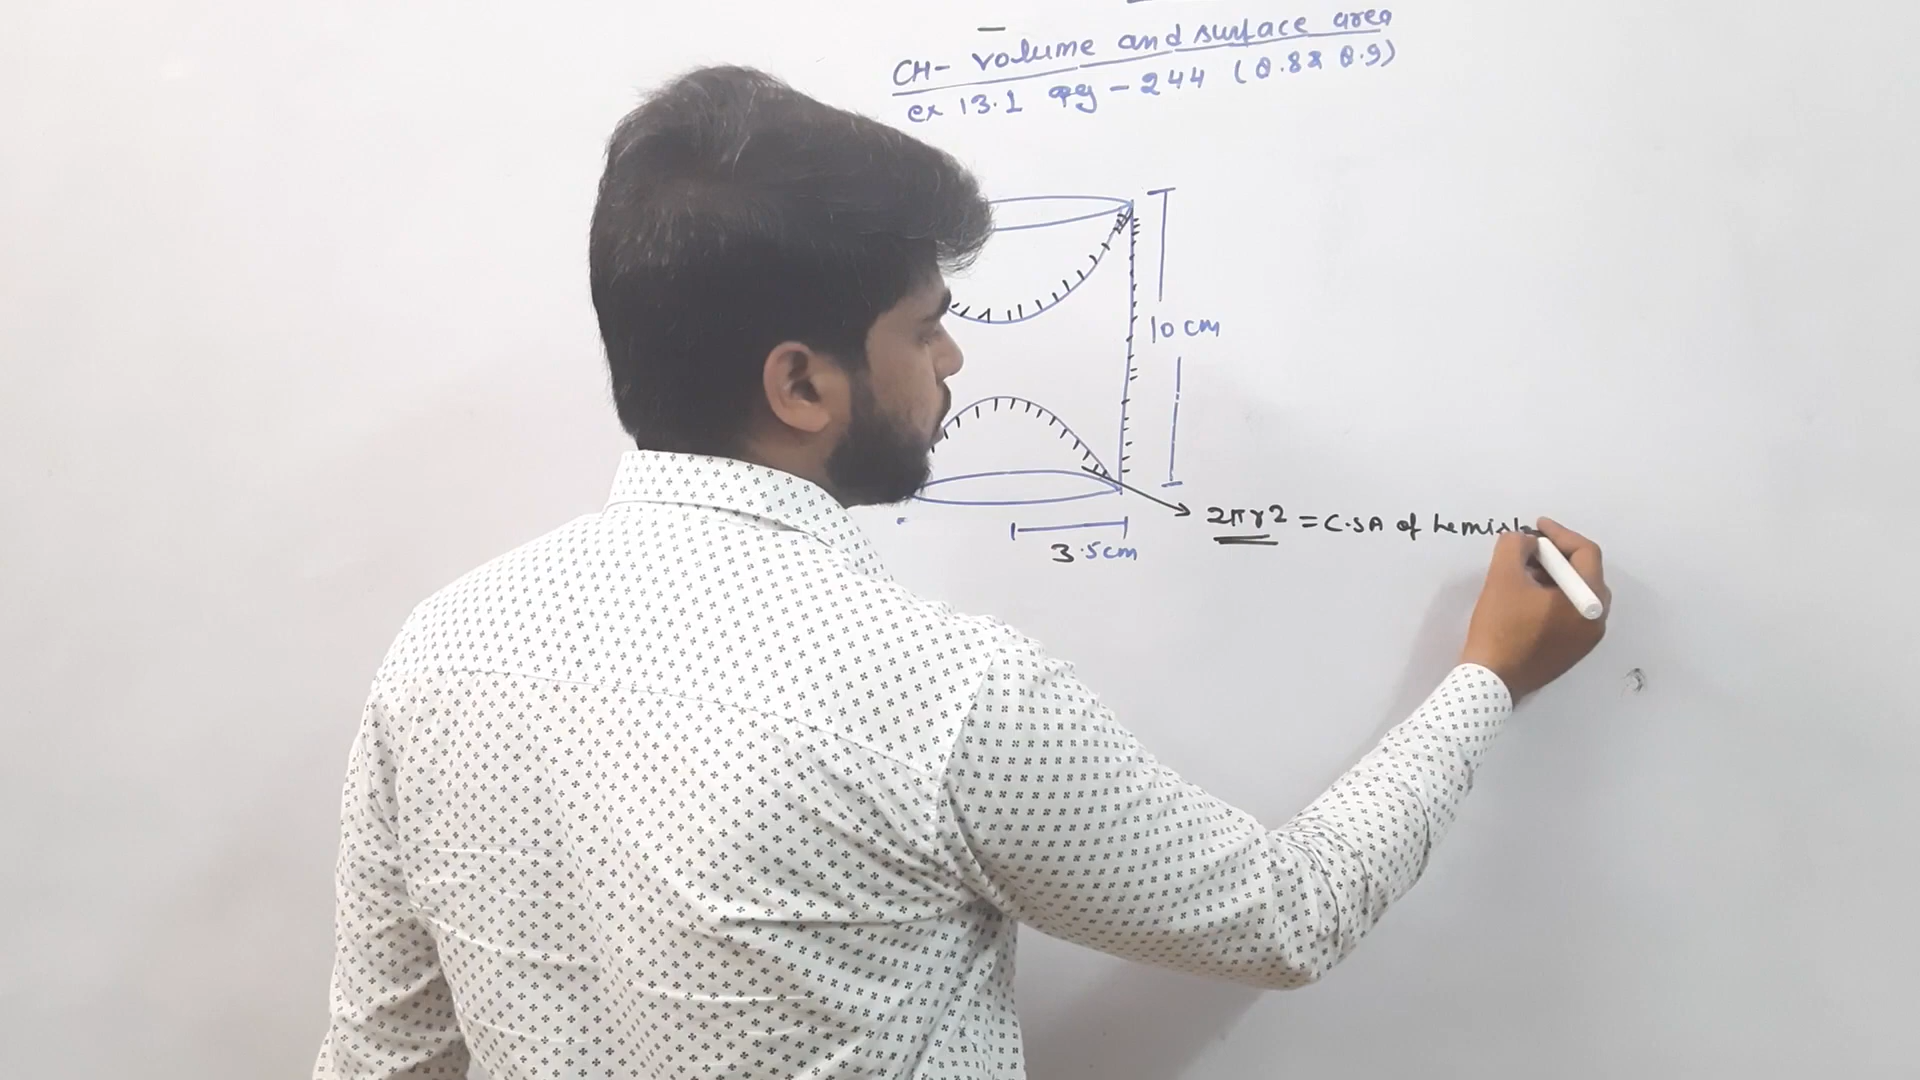 CH- volume and surface area
ex 13.1 pg - 244 (Q.8& Q.9)
10 cm
2πr2 = C.SA of hemi
3.5cm